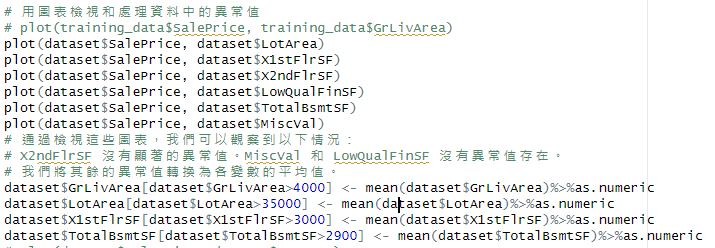 # 用圖表檢視和處理資料中的異常值
# plot(training_data$SalePrice, training_data$GrLivArea)
plot(dataset$SalePrice, dataset$LotArea)
plot(dataset$SalePrice, dataset$X1stFlrSF)
plot(dataset$SalePrice, dataset$X2ndFlrSF)
plot(dataset$SalePrice, dataset$LowQualFinSF)
plot(dataset$SalePrice, dataset$TotalBsmtSF)
plot(dataset$SalePrice, dataset$MiscVal)
# 通過檢視這些圖表，我們可以觀察到以下情況：
# X2ndFlrSF 沒有顯著的異常值。MiscVal 和 LowQualFinSF 沒有異常值存在。
# 我們將其餘的異常值轉換為各變數的平均值。
dataset$GrLivArea[dataset$GrLivArea>4000] <- mean(dataset$GrLivArea)%>%as.numeric
dataset$LotArea[dataset$LotArea>35000] <- mean(dataset$LotArea)%>%as.numeric
dataset$X1stFlrSF[dataset$X1stFlrSF>3000] <- mean(dataset$X1stFlrSF)%>%as.numeric
dataset$TotalBsmtSF[dataset$TotalBsmtSF>2900] <- mean(dataset$TotalBsmtSF)%>%as.numeric